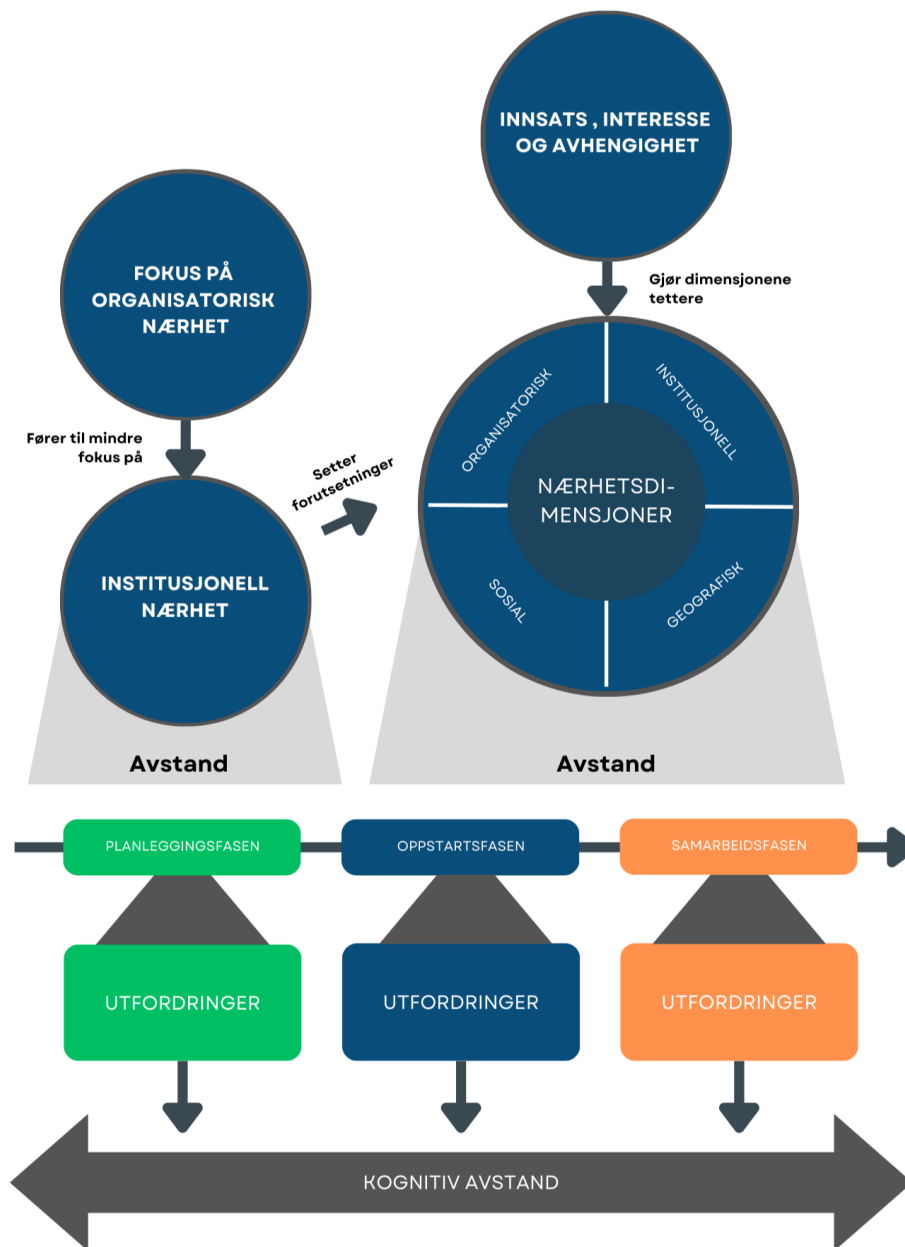 INNSATS , INTERESSE
OG AVHENGIGHET
Gjør dimensjonene
tettere
FOKUS PÅ
ORGANISATORISK
NÆRHET
Fører til mindre
fokus på
INSTITUSJONELL
NÆRHET
Setter
forutsetninger
ORGANISATORISK
INSTITUSJONELL
NÆRHETSDI-
MENSJONER
SOSIAL
GEOGRAFISK
Avstand
Avstand
PLANLEGGINGSFASEN
OPPSTARTSFASEN
SAMARBEIDSFASEN
UTFORDRINGER
UTFORDRINGER
UTFORDRINGER
KOGNITIV AVSTAND